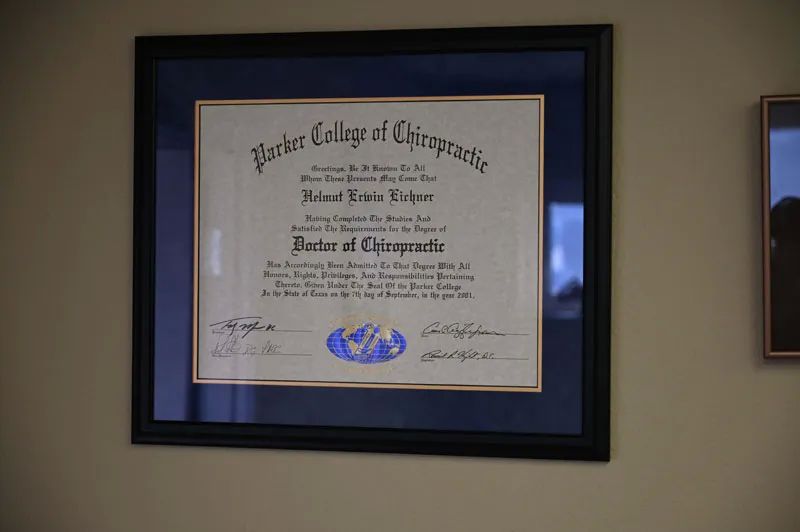 Parker College of Chiropractic
Greetings, Be It Known To All
Whom These Presents May Come That
Helmut Erwin Eichner
Having Completed The Studies And
Satisfied The Requirements for the Degree of
Doctor of Chiropractic
Has Accordingly Been Admitted To That Degree With All
Honors, Rights, Privileges, And Responsibilities Pertaining
Thereto. Given Under The Seal Of the Parker College
In the State of Texas on the 7th day of September, in the year 2001.